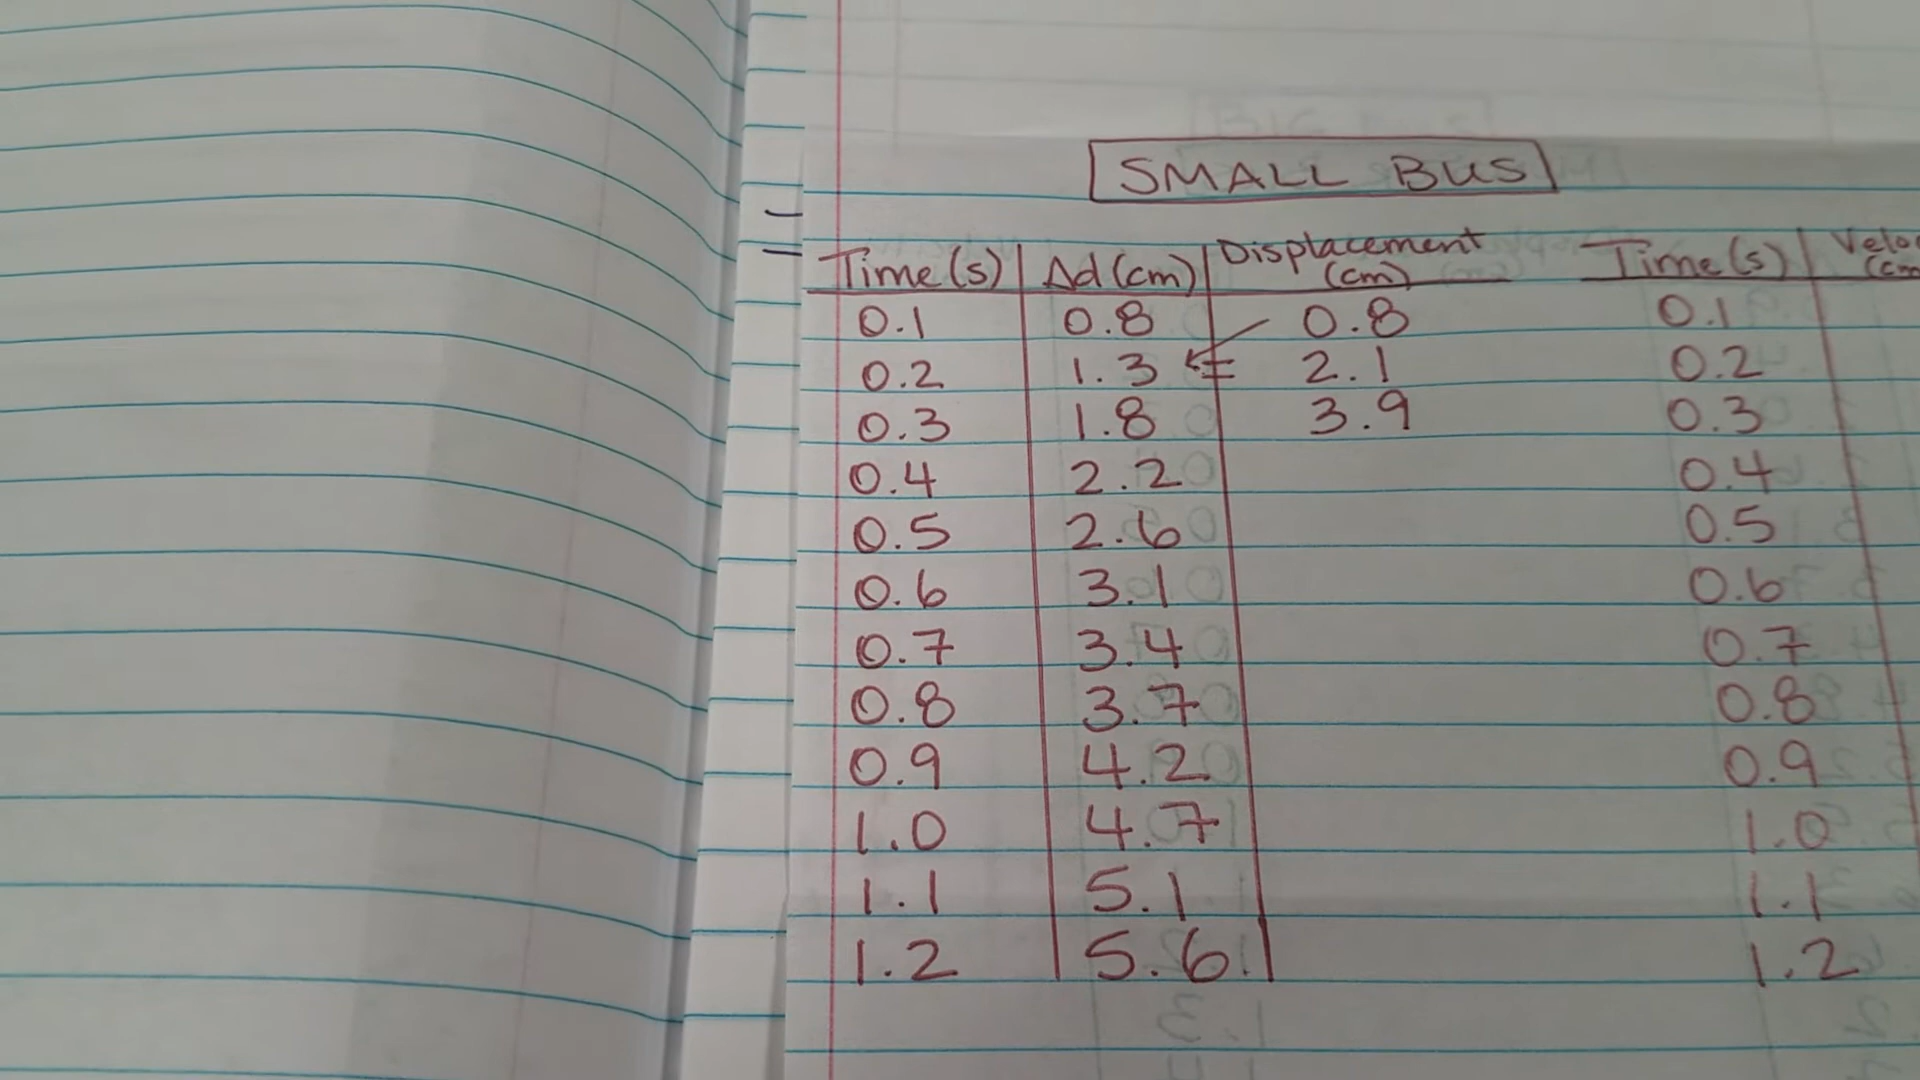 SMALL BUS
Time (s) Δd (cm) Displacement (cm) Time (s)
0.1 0.8 0.8 0.1
0.2 1.3 2.1 0.2
0.3 1.8 3.9 0.3
0.4 2.2 0.4
0.5 2.6 0.5
0.6 3.1 0.6
0.7 3.4 0.7
0.8 3.7 0.8
0.9 4.2 0.9
1.0 4.7 1.0
1.1 5.1 1.1
1.2 5.6 1.2